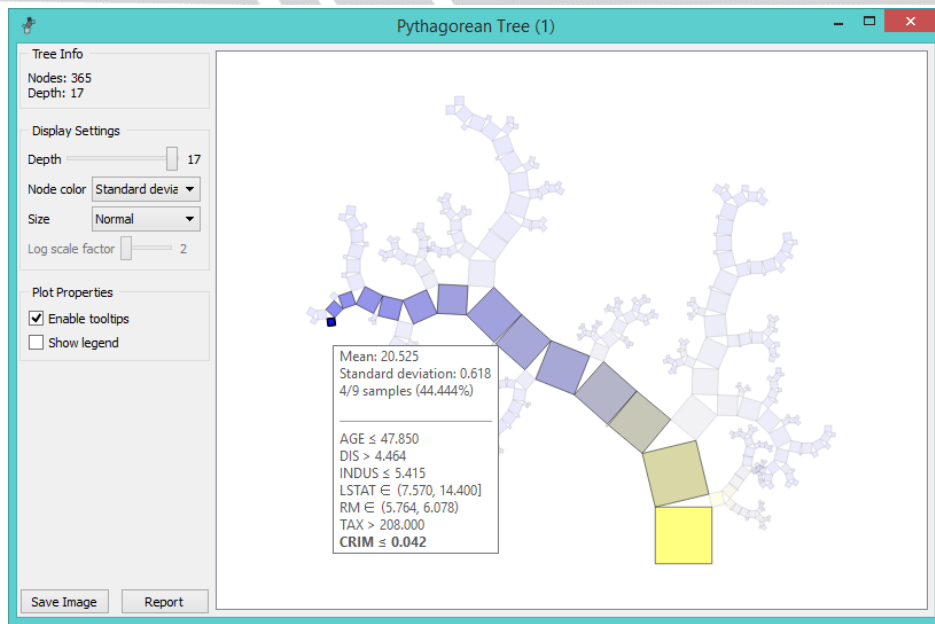 Pythagorean Tree (1)
Tree Info
Nodes: 365
Depth: 17
Display Settings
Depth 17
Node color Standard devia
Size Normal
Log scale factor 2
Plot Properties
Enable tooltips
Show legend
Mean: 20.525
Standard deviation: 0.618
4/9 samples (44.444%)
AGE ≤ 47.850
DIS > 4.464
INDUS ≤ 5.415
LSTAT ∈ (7.570, 14.400]
RM ∈ (5.764, 6.078)
TAX > 208.000
CRIM ≤ 0.042
Save Image Report